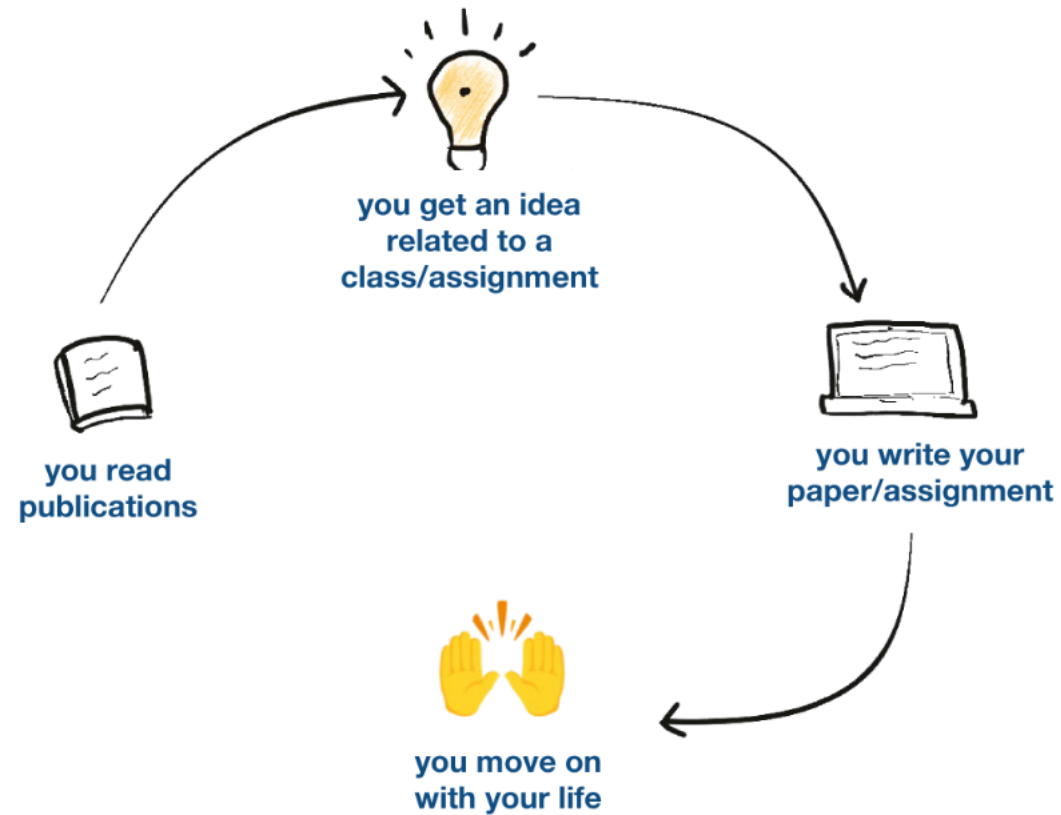 you get an idea
related to a
class/assignment
you read
publications
you write your
paper/assignment
you move on
with your life